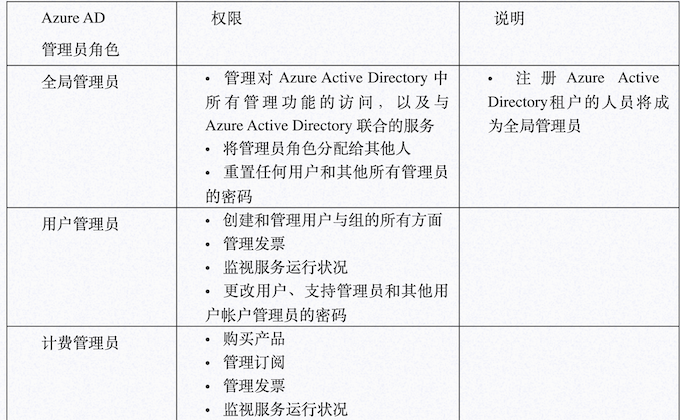 Azure AD
管理员角色
权限
说明
全局管理员
• 管理对 Azure Active Directory 中
所有管理功能的访问，以及与
Azure Active Directory 联合的服务
• 将管理员角色分配给其他人
• 重置任何用户和其他所有管理员
的密码
• 注册 Azure Active
Directory租户的人员将成
为全局管理员
用户管理员
• 创建和管理用户与组的所有方面
• 管理发票
• 监视服务运行状况
• 更改用户、支持管理员和其他用
户帐户管理员的密码
计费管理员
• 购买产品
• 管理订阅
• 管理发票
• 监视服务运行状况